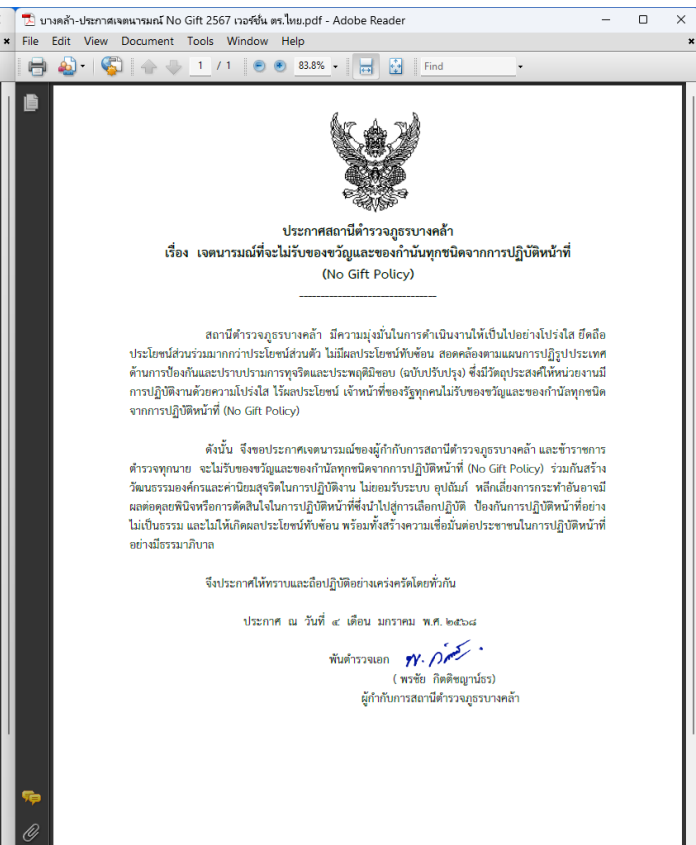 บางคล้า-ประกาศเจตนารมณ์ No Gift 2567 เวอร์ชั่น ตร.ไทย.pdf - Adobe Reader
File Edit View Document Tools Window Help
1 / 1 83.8% Find
ประกาศสถานีตำรวจภูธรบางคล้า
เรื่อง เจตนารมณ์ที่จะไม่รับของขวัญและของกำนันทุกชนิดจากการปฏิบัติหน้าที่
(No Gift Policy)
--------------------------------
สถานีตำรวจภูธรบางคล้า มีความมุ่งมั่นในการดำเนินงานให้เป็นไปอย่างโปร่งใส ยึดถือ
ประโยชน์ส่วนร่วมมากกว่าประโยชน์ส่วนตัว ไม่มีผลประโยชน์ทับซ้อน สอดคล้องตามแผนการปฏิรูปประเทศ
ด้านการป้องกันและปราบปรามการทุจริตและประพฤติมิชอบ (ฉบับปรับปรุง) ซึ่งมีวัตถุประสงค์ให้หน่วยงานมี
การปฏิบัติงานด้วยความโปร่งใส ไร้ผลประโยชน์ เจ้าหน้าที่ของรัฐทุกคนไม่รับของขวัญและของกำนัลทุกชนิด
จากการปฏิบัติหน้าที่ (No Gift Policy)
ดังนั้น จึงขอประกาศเจตนารมณ์ของผู้กำกับการสถานีตำรวจภูธรบางคล้า และข้าราชการ
ตำรวจทุกนาย จะไม่รับของขวัญและของกำนัลทุกชนิดจากการปฏิบัติหน้าที่ (No Gift Policy) ร่วมกันสร้าง
วัฒนธรรมองค์กรและค่านิยมสุจริตในการปฏิบัติงาน ไม่ยอมรับระบบ อุปถัมภ์ หลีกเลี่ยงการกระทำอันอาจมี
ผลต่อดุลยพินิจหรือการตัดสินใจในการปฏิบัติหน้าที่ซึ่งนำไปสู่การเลือกปฏิบัติ ป้องกันการปฏิบัติหน้าที่อย่าง
ไม่เป็นธรรม และไม่ให้เกิดผลประโยชน์ทับซ้อน พร้อมทั้งสร้างความเชื่อมั่นต่อประชาชนในการปฏิบัติหน้าที่
อย่างมีธรรมาภิบาล
จึงประกาศให้ทราบและถือปฏิบัติอย่างเคร่งครัดโดยทั่วกัน
ประกาศ ณ วันที่ ๔ เดือน มกราคม พ.ศ. ๒๕๖๘
พันตำรวจเอก
( พรชัย กิตติชญาน์ธร)
ผู้กำกับการสถานีตำรวจภูธรบางคล้า